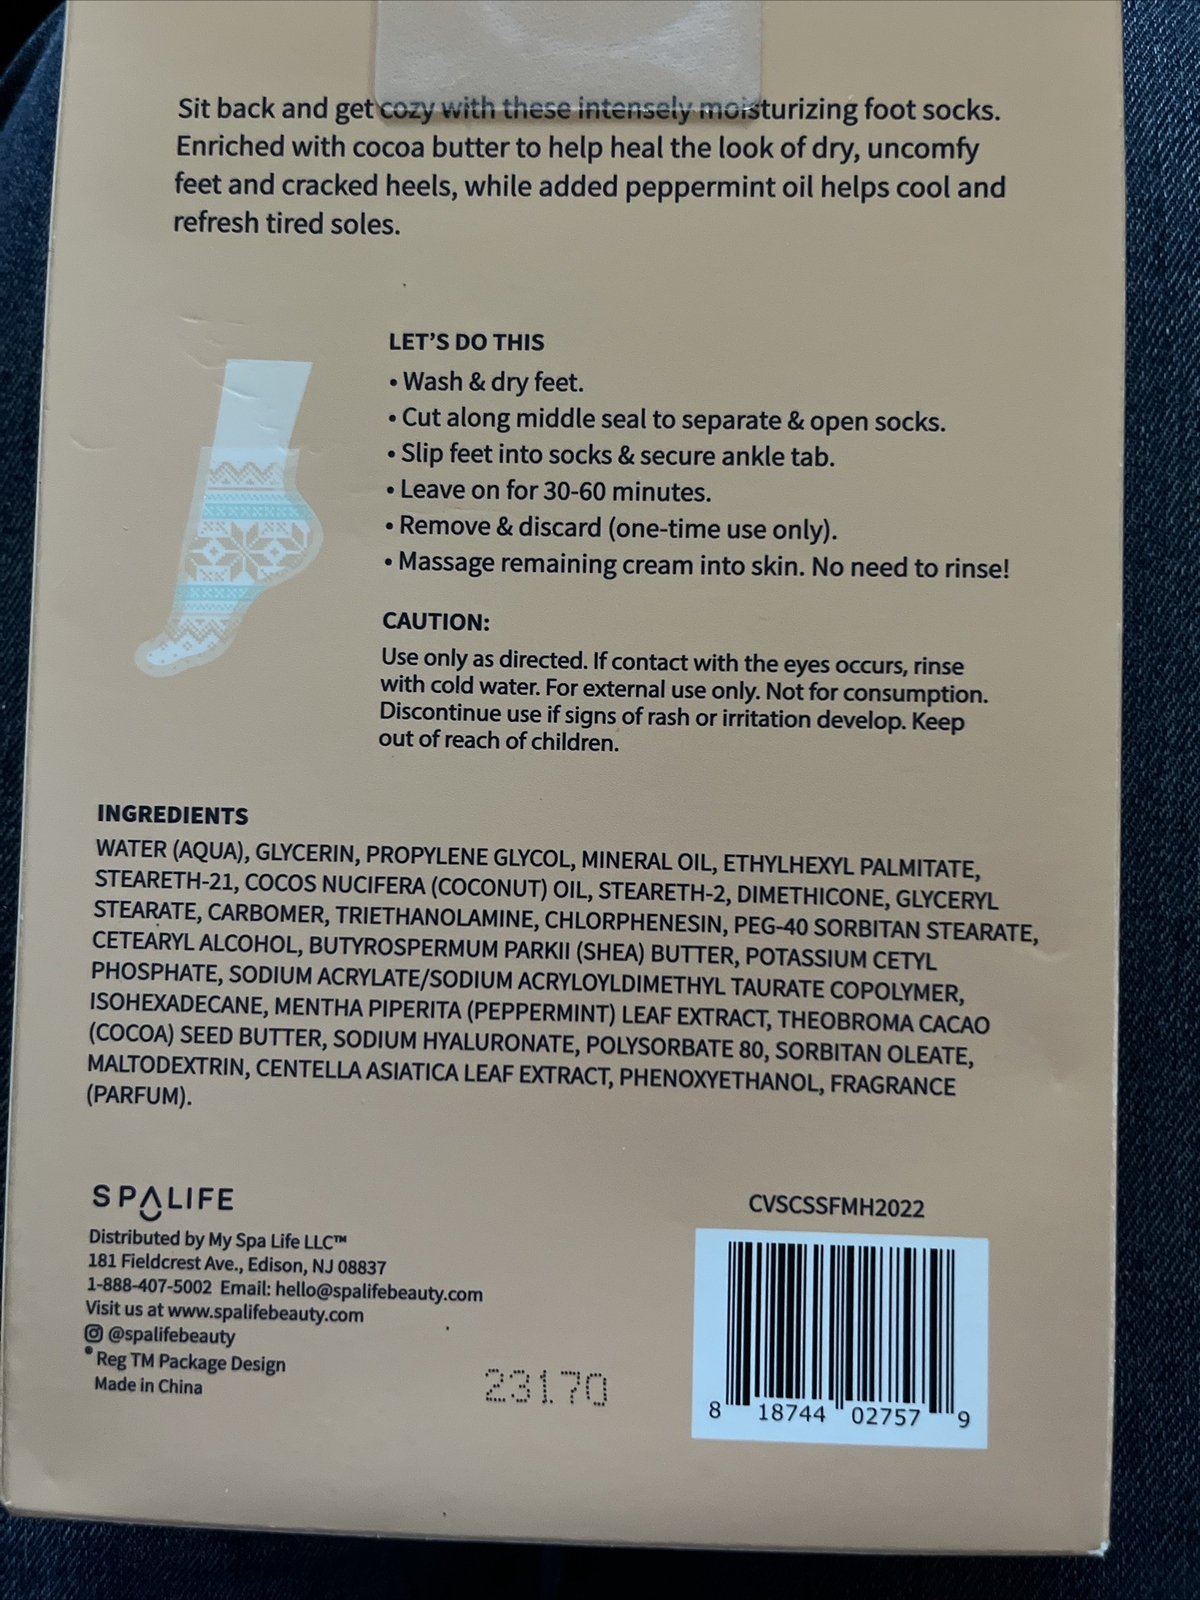 Sit back and get cozy with these intensely moisturizing foot socks.
Enriched with cocoa butter to help heal the look of dry, uncomfy
feet and cracked heels, while added peppermint oil helps cool and
refresh tired soles.
LET'S DO THIS
• Wash & dry feet.
• Cut along middle seal to separate & open socks.
• Slip feet into socks & secure ankle tab.
• Leave on for 30-60 minutes.
• Remove & discard (one-time use only).
• Massage remaining cream into skin. No need to rinse!
CAUTION:
Use only as directed. If contact with the eyes occurs, rinse
with cold water. For external use only. Not for consumption.
Discontinue use if signs of rash or irritation develop. Keep
out of reach of children.
INGREDIENTS
WATER (AQUA), GLYCERIN, PROPYLENE GLYCOL, MINERAL OIL, ETHYLHEXYL PALMITATE,
STEARETH-21, COCOS NUCIFERA (COCONUT) OIL, STEARETH-2, DIMETHICONE, GLYCERYL
STEARATE, CARBOMER, TRIETHANOLAMINE, CHLORPHENESIN, PEG-40 SORBITAN STEARATE,
CETEARYL ALCOHOL, BUTYROSPERMUM PARKII (SHEA) BUTTER, POTASSIUM CETYL
PHOSPHATE, SODIUM ACRYLATE/SODIUM ACRYLOYLDIMETHYL TAURATE COPOLYMER,
ISOHEXADECANE, MENTHA PIPERITA (PEPPERMINT) LEAF EXTRACT, THEOBROMA CACAO
(COCOA) SEED BUTTER, SODIUM HYALURONATE, POLYSORBATE 80, SORBITAN OLEATE,
MALTODEXTRIN, CENTELLA ASIATICA LEAF EXTRACT, PHENOXYETHANOL, FRAGRANCE
(PARFUM).
SPALIFE
Distributed by My Spa Life LLC™
181 Fieldcrest Ave., Edison, NJ 08837
1-888-407-5002 Email: hello@spalifebeauty.com
Visit us at www.spalifebeauty.com
@spalifebeauty
® Reg TM Package Design
Made in China
23170
CVSCSSFMH2022
8 18744 02757 9